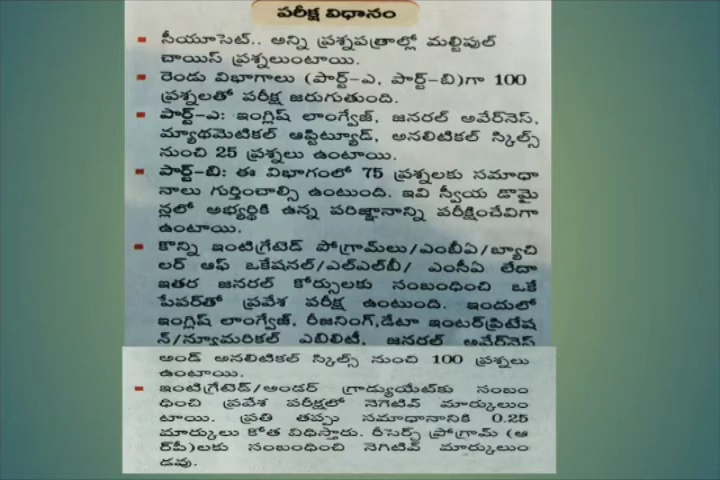 పరీక్ష విధానం
సీయూసెట్.. అన్ని ప్రశ్నపత్రాల్లో మల్టిపుల్
చాయిస్ ప్రశ్నలుంటాయి.
రెండు విభాగాలు (పార్ట్-ఎ, పార్ట్-బి)గా 100
ప్రశ్నలతో పరీక్ష జరుగుతుంది.
పార్ట్-ఎ: ఇంగ్లిష్ లాంగ్వేజ్, జనరల్ అవేర్‌నెస్,
మ్యాథమెటికల్ ఆప్టిట్యూడ్, అనలిటికల్ స్కిల్స్
నుంచి 25 ప్రశ్నలు ఉంటాయి.
పార్ట్-బి: ఈ విభాగంలో 75 ప్రశ్నలకు సమాధా
నాలు గుర్తించాల్సి ఉంటుంది. ఇవి స్వీయ డొమై
న్లలో అభ్యర్థికి ఉన్న పరిజ్ఞానాన్ని పరీక్షించేవిగా
ఉంటాయి.
కొన్ని ఇంటిగ్రేటెడ్ పోగ్రామ్‌లు/ఎంబీఏ/బ్యాచి
లర్ ఆఫ్ ఒకేషనల్/ఎల్ఎల్‌బీ/ ఎంసీఏ లేదా
ఇతర జనరల్ కోర్సులకు సంబంధించి ఒకే
పేపర్‌తో ప్రవేశ పరీక్ష ఉంటుంది. ఇందులో
ఇంగ్లిష్ లాంగ్వేజ్, రీజనింగ్,డేటా ఇంటర్‌ప్రిటేష
న్/న్యూమరికల్ ఎబిలిటీ, జనరల్ అవేర్‌నెస్
అండ్ అనలిటికల్ స్కిల్స్ నుంచి 100 ప్రశ్నలు
ఉంటాయి.
ఇంటిగ్రేటెడ్/అండర్ గ్రాడ్యుయేట్‌కు సంబం
ధించి ప్రవేశ పరీక్షలో నెగెటివ్ మార్కులుం
టాయి. ప్రతి తప్పు సమాధానానికి 0.25
మార్కులు కోత విధిస్తారు. రీసెర్చ్ ప్రోగ్రామ్ (ఆ
ర్‌పీ)లకు సంబంధించి నెగెటివ్ మార్కులుం
డవు.